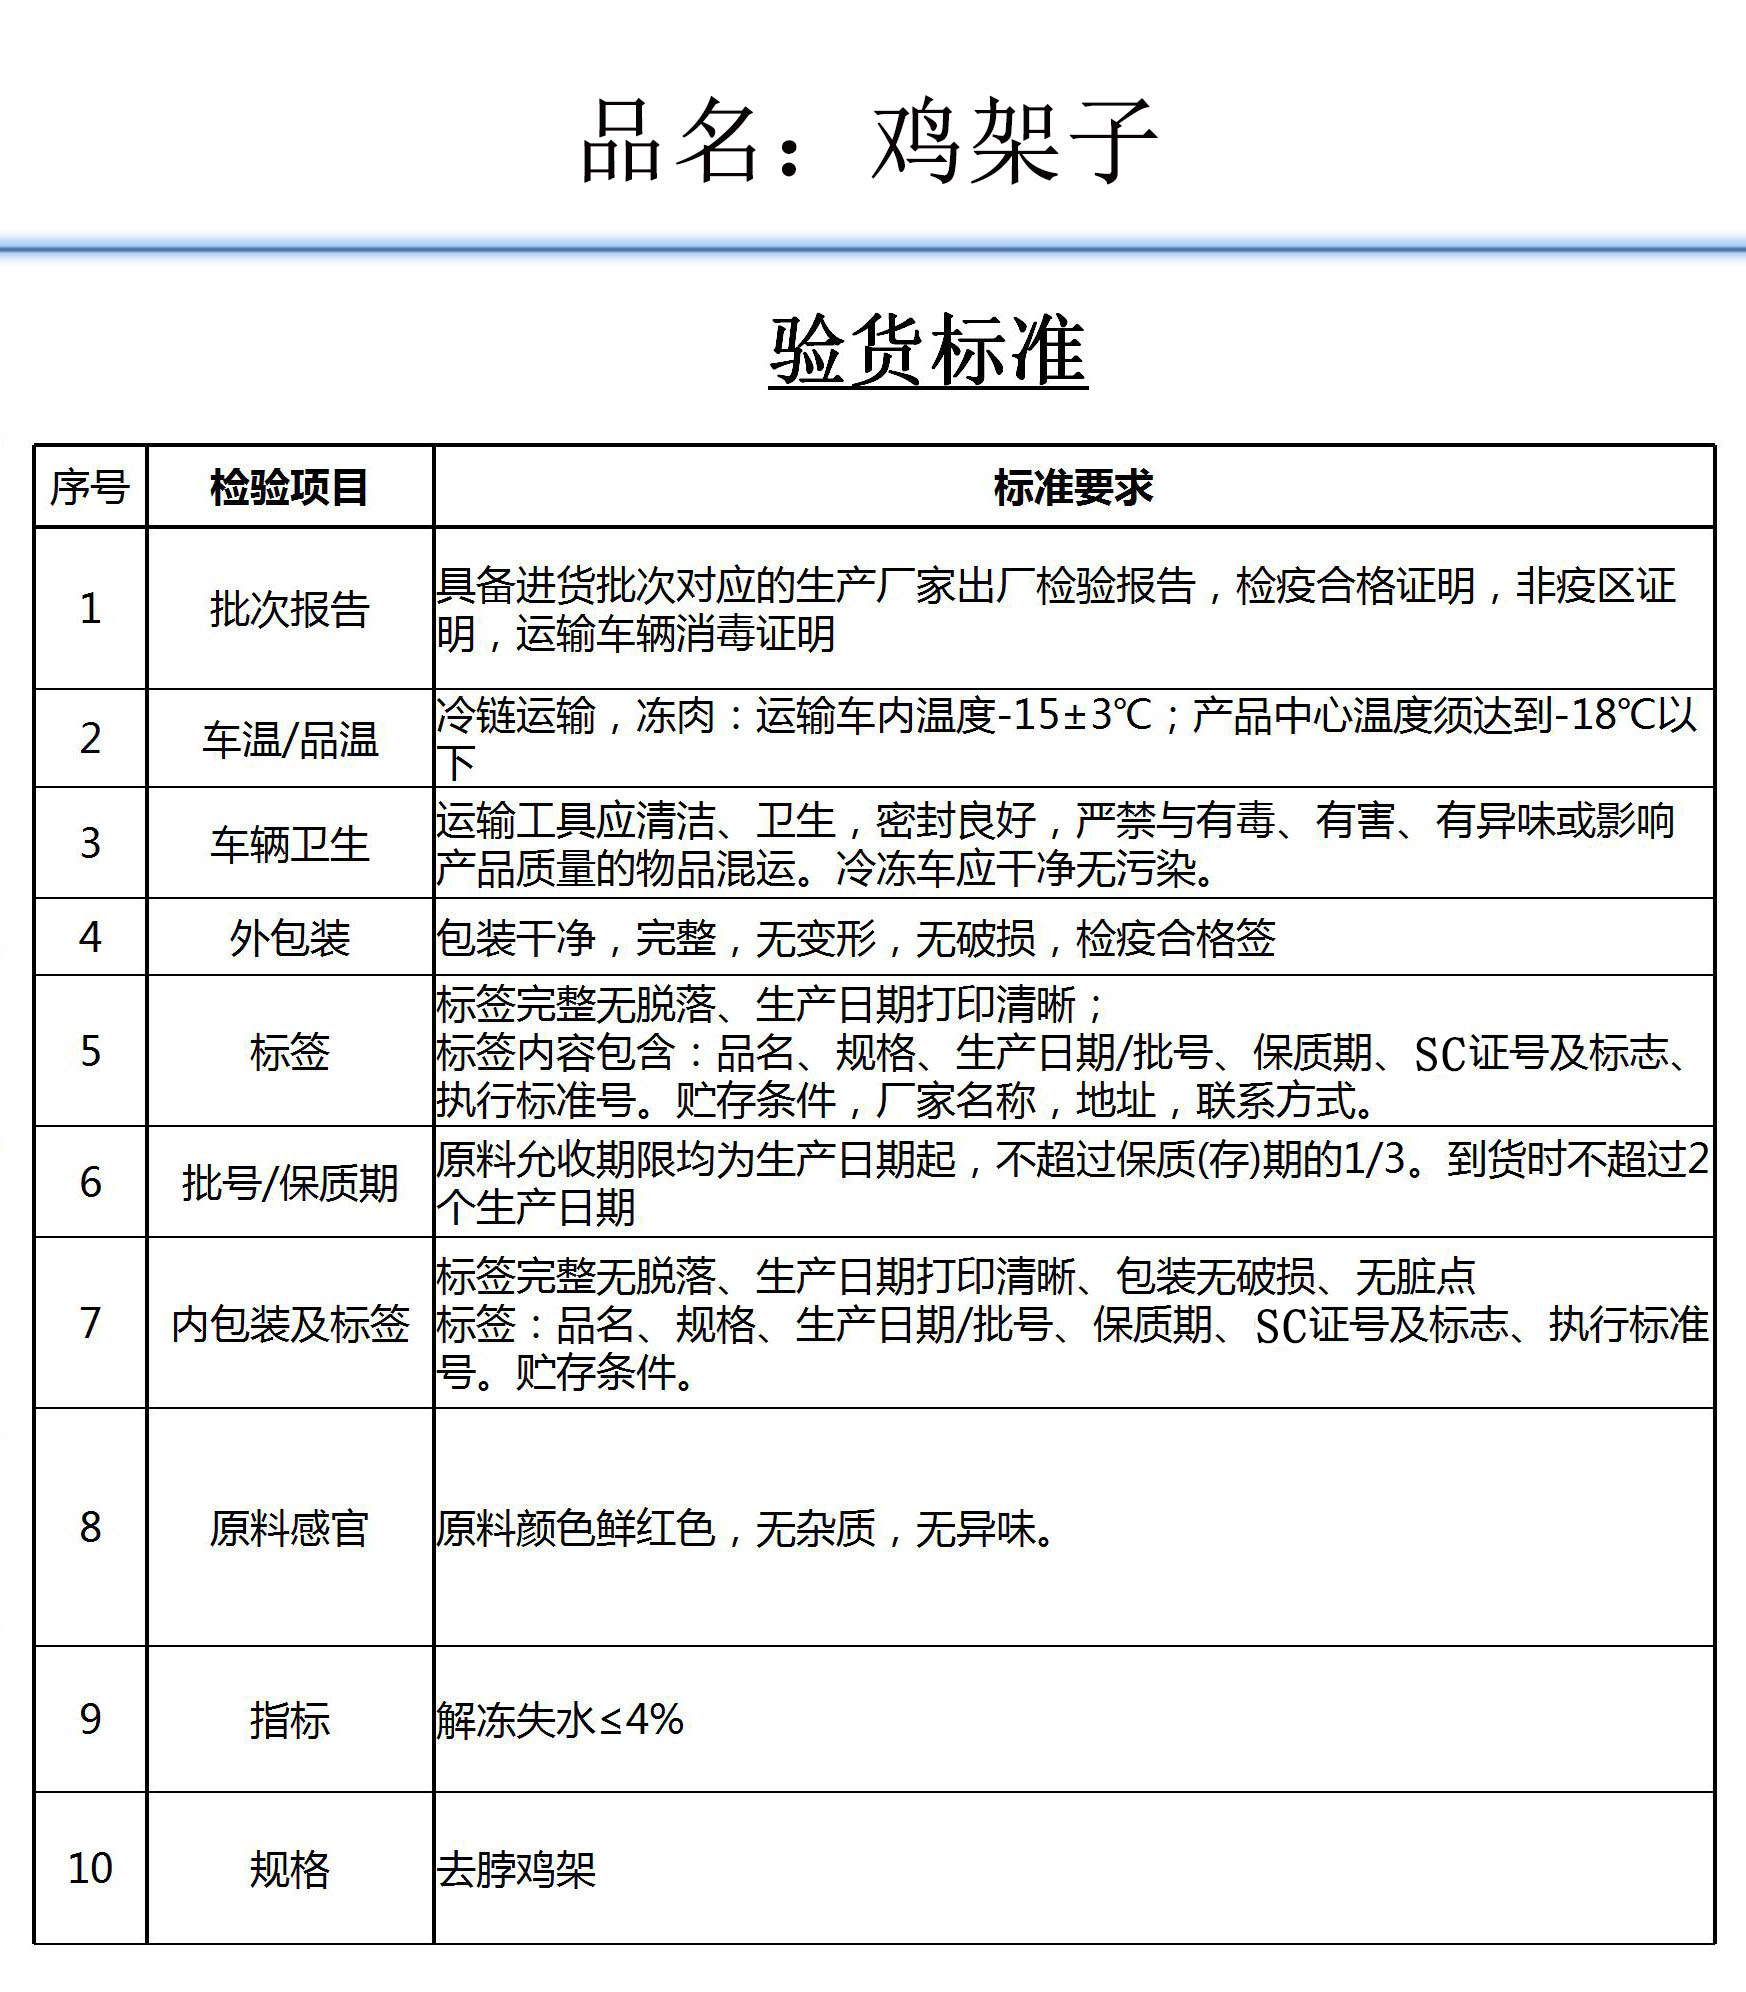 品名：鸡架子
验货标准
序号 检验项目 标准要求
1 批次报告 具备进货批次对应的生产厂家出厂检验报告，检疫合格证明，非疫区证
明，运输车辆消毒证明
2 车温/品温 冷链运输，冻肉：运输车内温度-15±3℃；产品中心温度须达到-18℃以
下
3 车辆卫生 运输工具应清洁、卫生，密封良好，严禁与有毒、有害、有异味或影响
产品质量的物品混运。冷冻车应干净无污染。
4 外包装 包装干净，完整，无变形，无破损，检疫合格签
5 标签 标签完整无脱落、生产日期打印清晰；
标签内容包含：品名、规格、生产日期/批号、保质期、SC证号及标志、
执行标准号。贮存条件，厂家名称，地址，联系方式。
6 批号/保质期 原料允收期限均为生产日期起，不超过保质(存)期的1/3。到货时不超过2
个生产日期
7 内包装及标签 标签完整无脱落、生产日期打印清晰、包装无破损、无脏点
标签：品名、规格、生产日期/批号、保质期、SC证号及标志、执行标准
号。贮存条件。
8 原料感官 原料颜色鲜红色，无杂质，无异味。
9 指标 解冻失水≤4%
10 规格 去脖鸡架